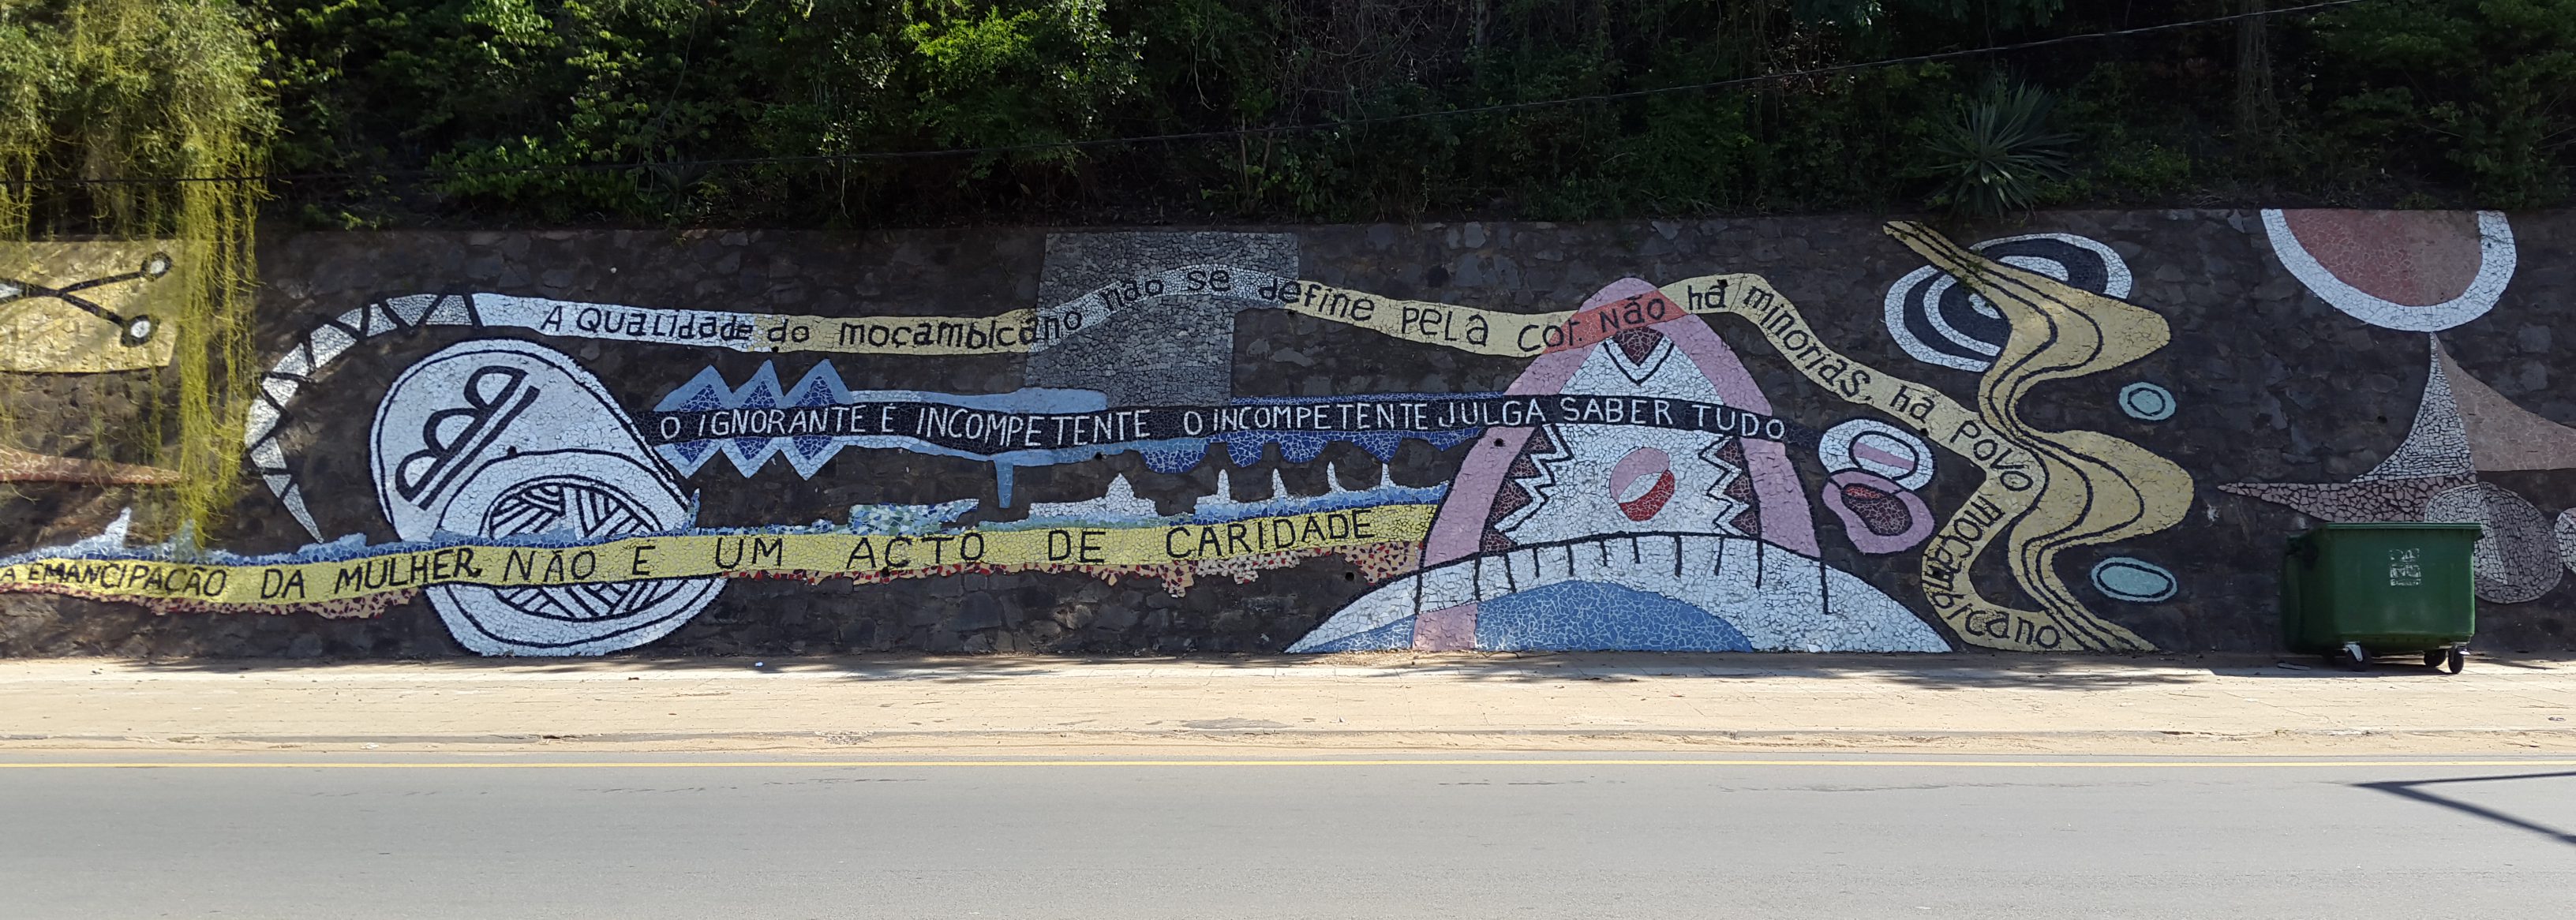 A QUALIdade do moçambicano não se define pela cor. Não há minorias, há povo moçambicano
O IGNORANTE E INCOMPETENTE O INCOMPETENTE JULGA SABER TUDO
A EMANCIPAÇÃO DA MULHER, NÃO E UM ACTO DE CARIDADE